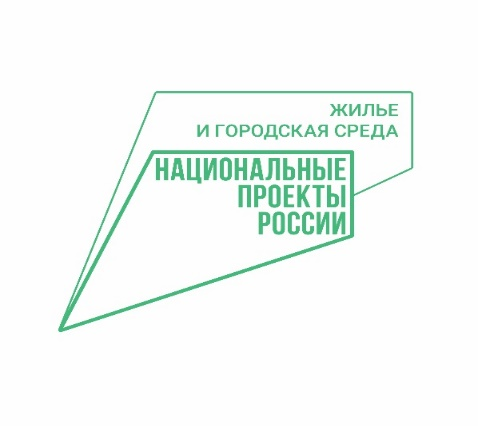 ЖИЛЬЕ
И ГОРОДСКАЯ СРЕДА
НАЦИОНАЛЬНЫЕ
ПРОЕКТЫ
РОССИИ